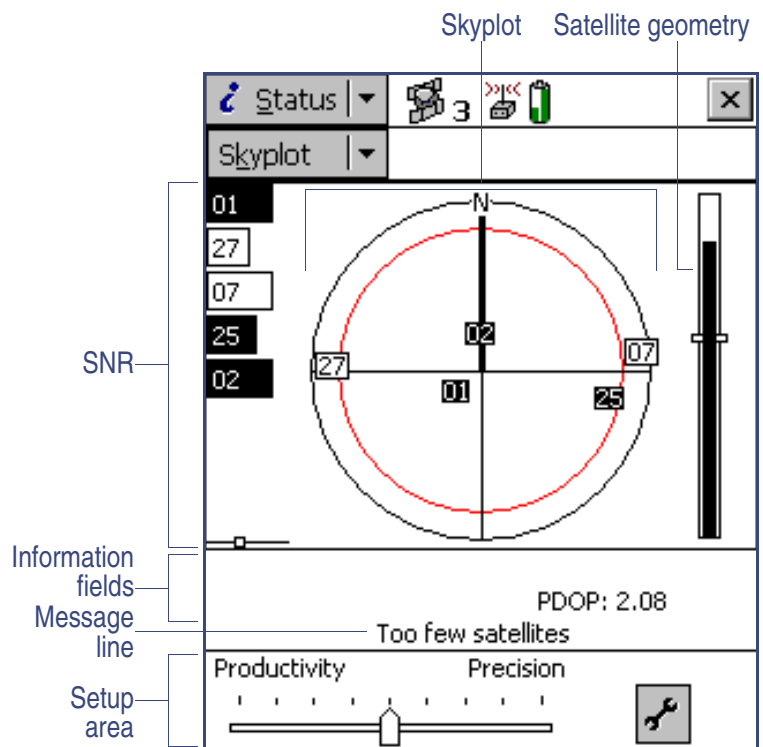 Skyplot Satellite geometry
Status 3
Skyplot
01
27
07
25
02
N
02
27
07
01
25
SNR
Information
fields
PDOP: 2.08
Message
line
Too few satellites
Setup
area
Productivity Precision